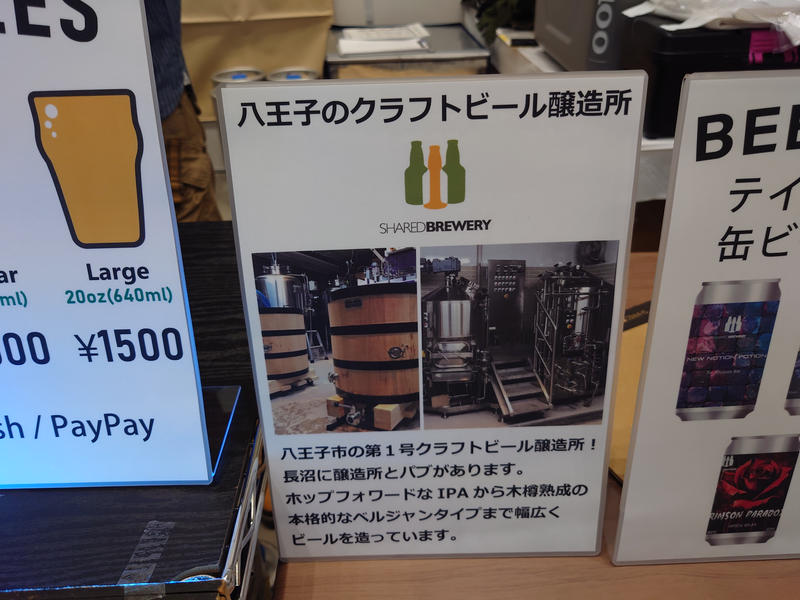 Large
20oz(640ml)
¥1500
/ PayPay
八王子のクラフトビール醸造所
SHAREDBREWERY
八王子市の第1号クラフトビール醸造所！
長沼に醸造所とパブがあります。
ホップフォワードなIPAから木樽熟成の
本格的なベルジャンタイプまで幅広く
ビールを造っています。
BEE
テイ
缶ビ
NEW NOTION POTION
RIMSON PARADO